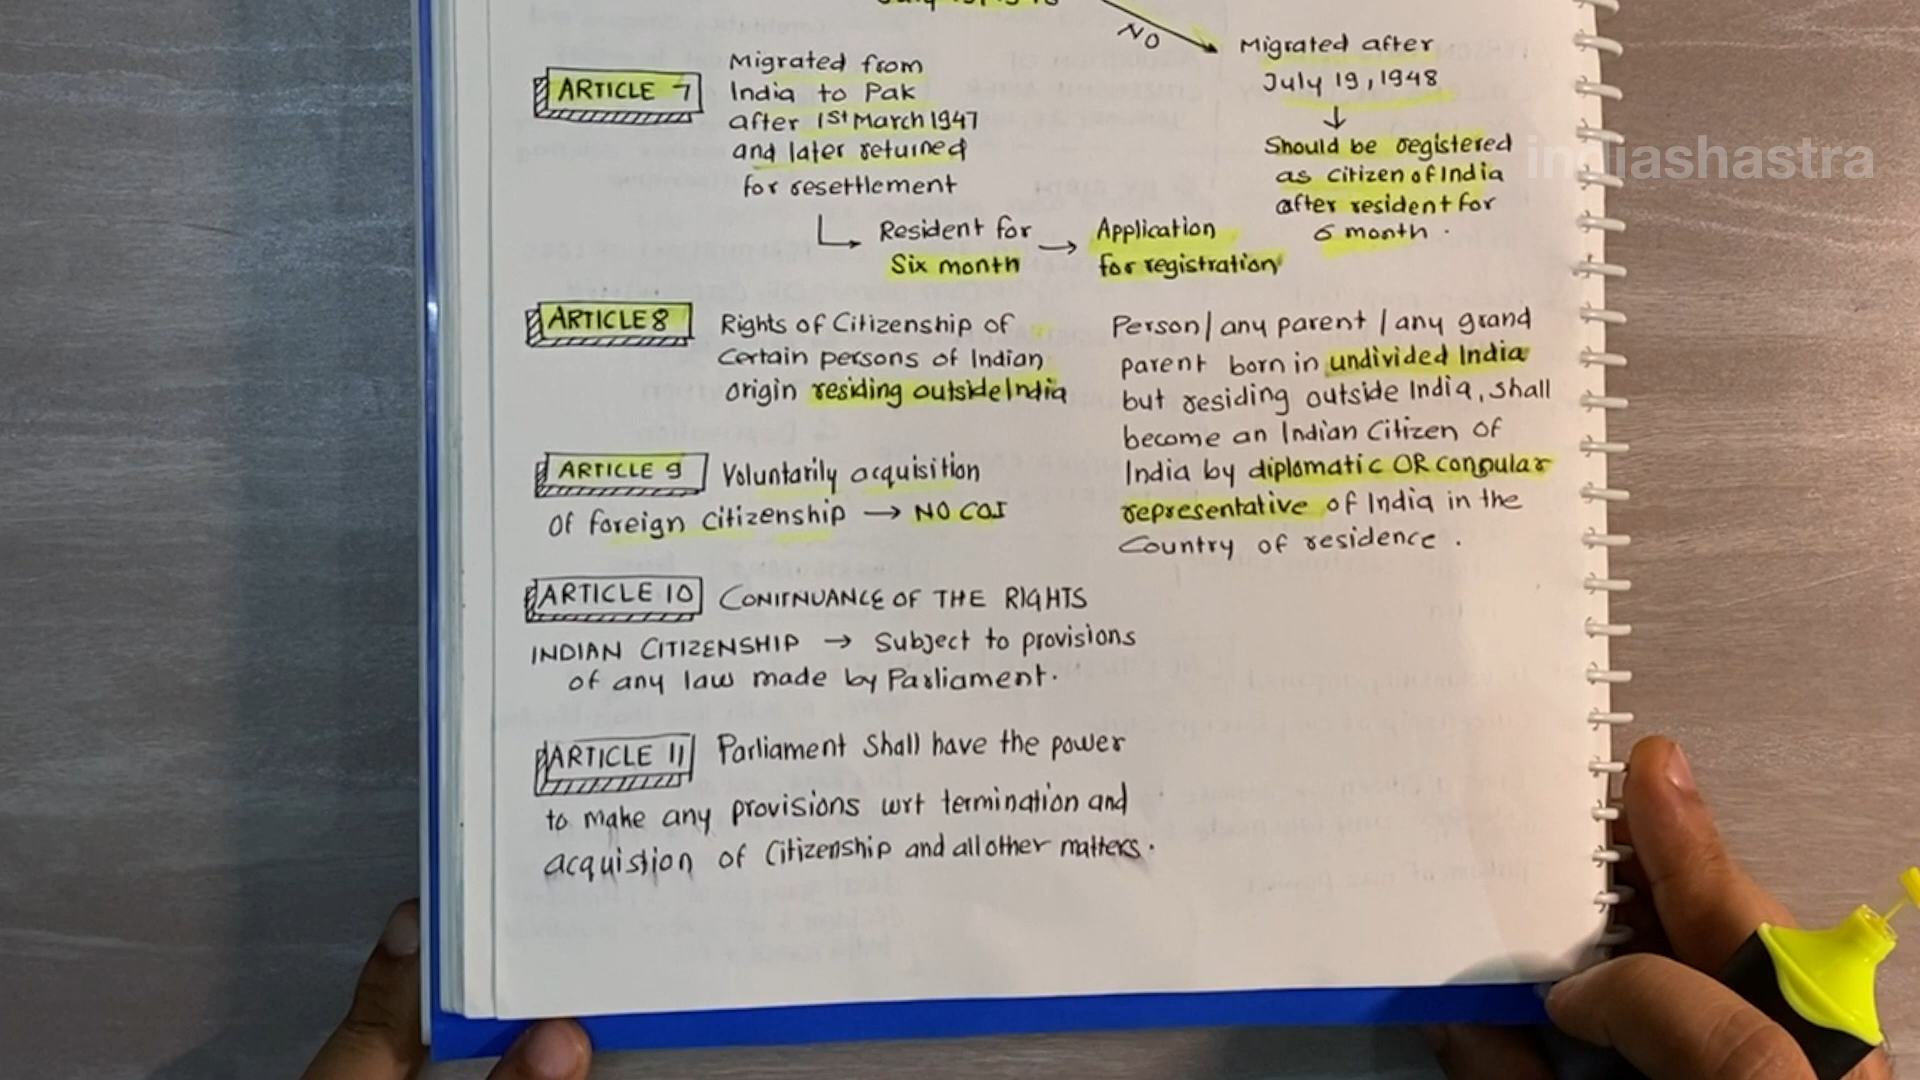 NO
Migrated after
July 19, 1948
Should be registered
as citizen of India
after resident for
6 month .
ARTICLE 7
Migrated from
India to Pak
after 1st March 1947
and later returned
for resettlement
Resident for
Six month
Application
for registration
ARTICLE 8
Rights of Citizenship of
Certain persons of Indian
origin residing outside India
Person / any parent / any grand
parent born in undivided India
but residing outside India, shall
become an Indian Citizen of
India by diplomatic OR consular
representative of India in the
Country of residence .
ARTICLE 9 Voluntarily acquisition
of foreign citizenship → NO COI
ARTICLE 10 CONTINUANCE OF THE RIGHTS
INDIAN CITIZENSHIP → Subject to provisions
of any law made by Parliament.
ARTICLE 11 Parliament Shall have the power
to make any provisions wrt termination and
acquistion of Citizenship and all other matters.
indiashastra